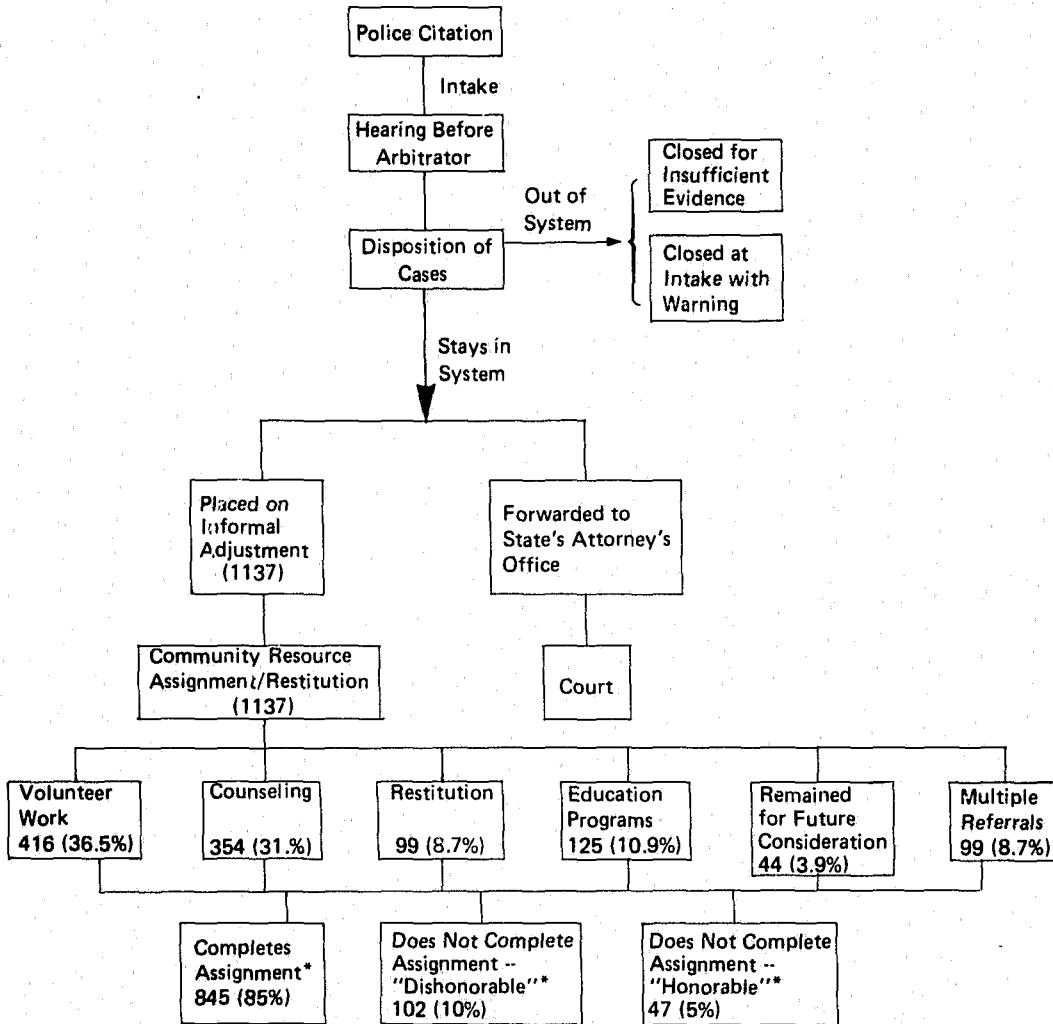 Police Citation
Intake
Hearing Before
Arbitrator
Closed for
Insufficient
Evidence
Out of
System
Disposition of
Cases
Closed at
Intake with
Warning
Stays in
System
Placed on
Informal
Adjustment
(1137)
Forwarded to
State's Attorney's
Office
Community Resource
Assignment/Restitution
(1137)
Court
Volunteer
Work
416 (36.5%)
Counseling
354 (31.%)
Restitution
99 (8.7%)
Education
Programs
125 (10.9%)
Remained
for Future
Consideration
44 (3.9%)
Multiple
Referrals
99 (8.7%)
Completes
Assignment*
845 (85%)
Does Not Complete
Assignment --
"Dishonorable"*
102 (10%)
Does Not Complete
Assignment --
"Honorable"*
47 (5%)